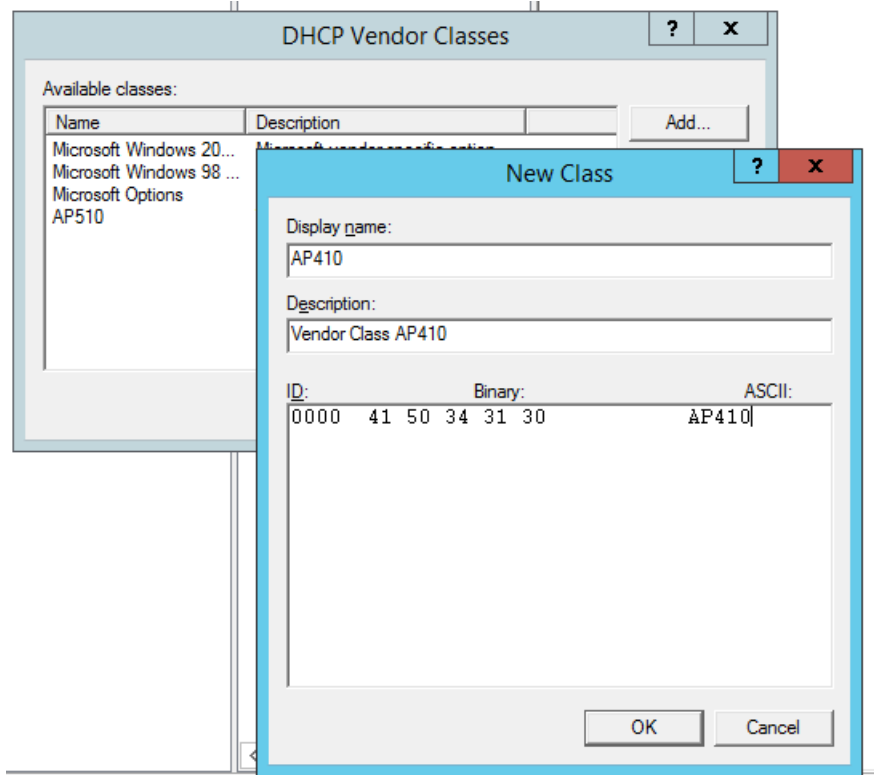 DHCP Vendor Classes
? x
Available classes:
Name Description
Add...
Microsoft Windows 20...
Microsoft Windows 98 ...
Microsoft Options
AP510
New Class
? x
Display name:
AP410
Description:
Vendor Class AP410
ID: Binary: ASCII:
0000 41 50 34 31 30 AP410
OK Cancel